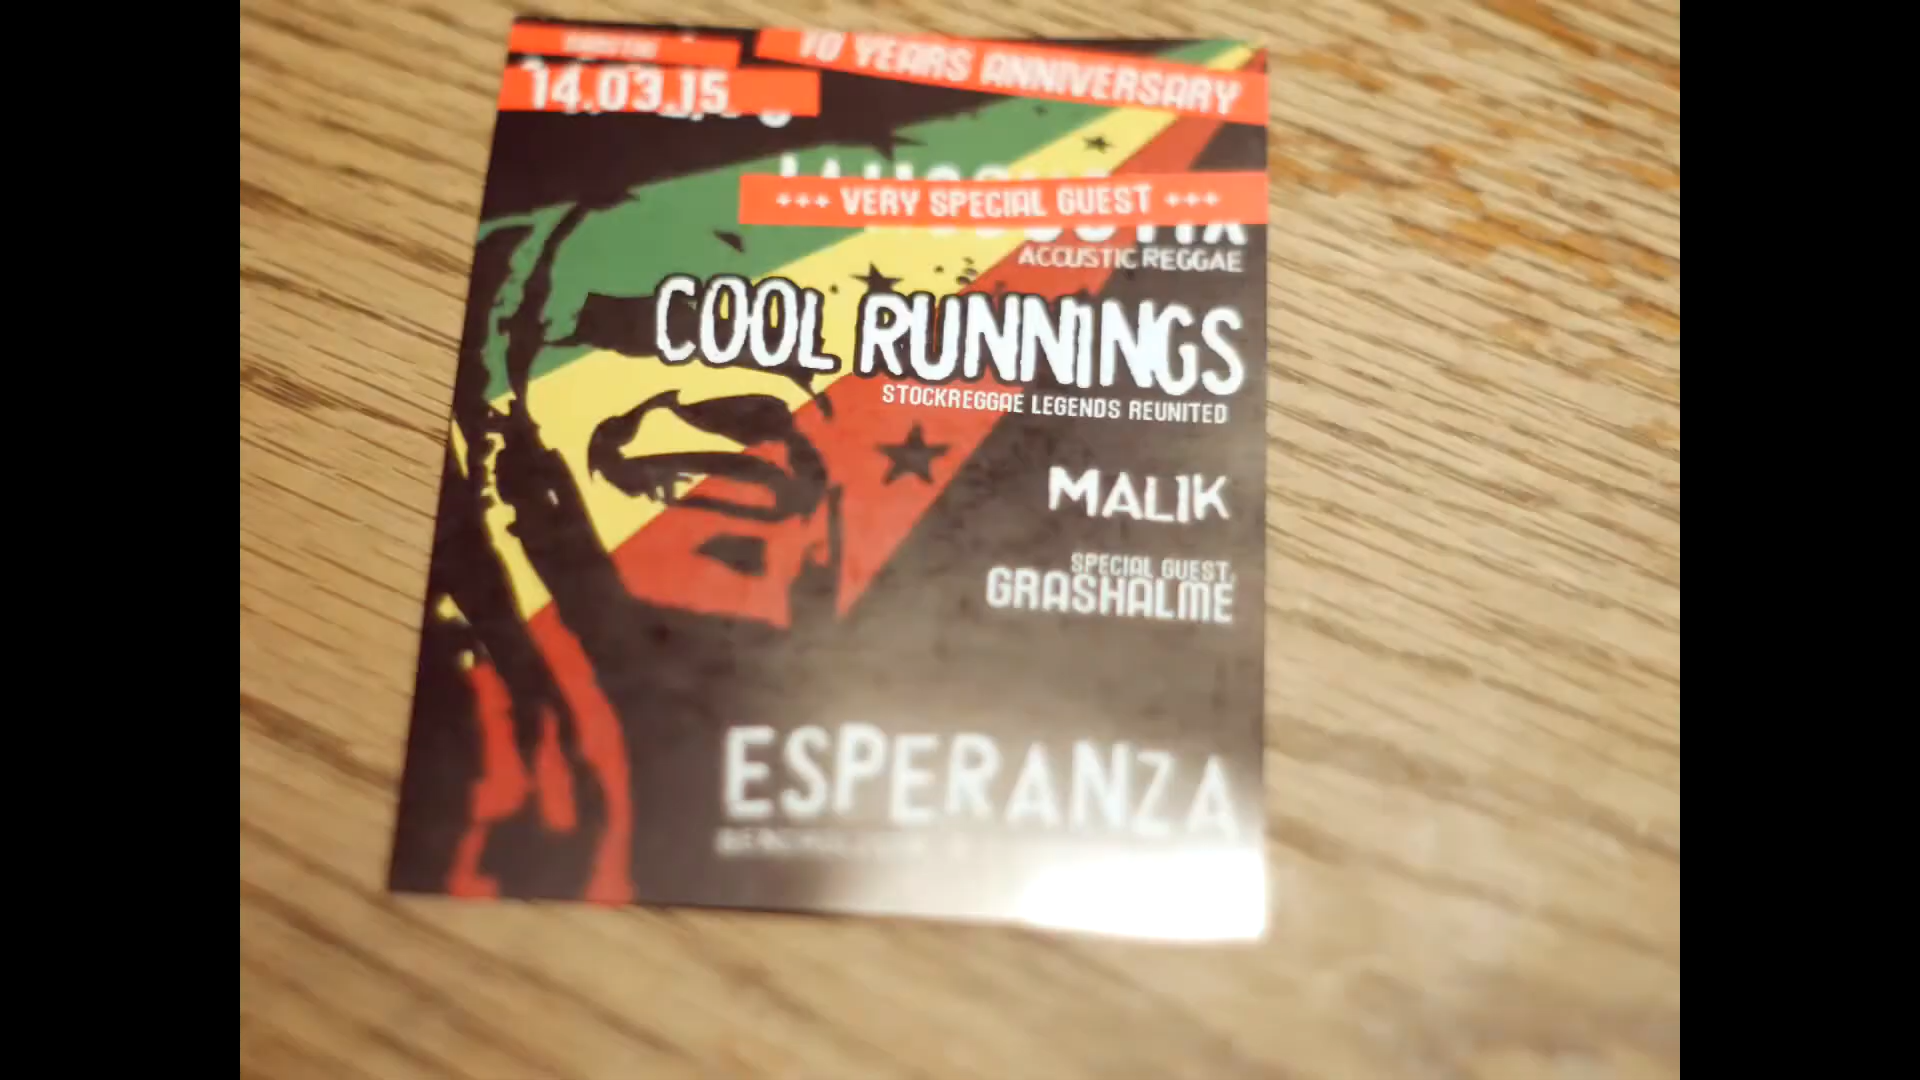 14.03.15
10 YEARS ANNIVERSARY
+++ VERY SPECIAL GUEST +++
ACCUSTIC REGGAE
COOL RUNNINGS
STOCKREGGAE LEGENDS REUNITED
MALIK
SPECIAL GUEST
GRASHALME
ESPERANZA